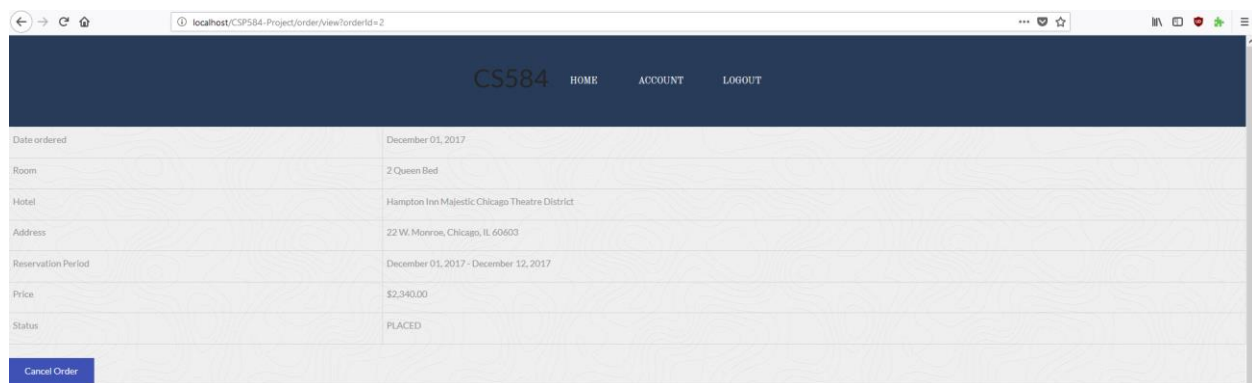 localhost/CSP584-Project/order/view?orderId=2
CS584 HOME ACCOUNT LOGOUT
Date ordered December 01, 2017
Room 2 Queen Bed
Hotel Hampton Inn Majestic Chicago Theatre District
Address 22 W. Monroe, Chicago, IL 60603
Reservation Period December 01, 2017 - December 12, 2017
Price $2,340.00
Status PLACED
Cancel Order